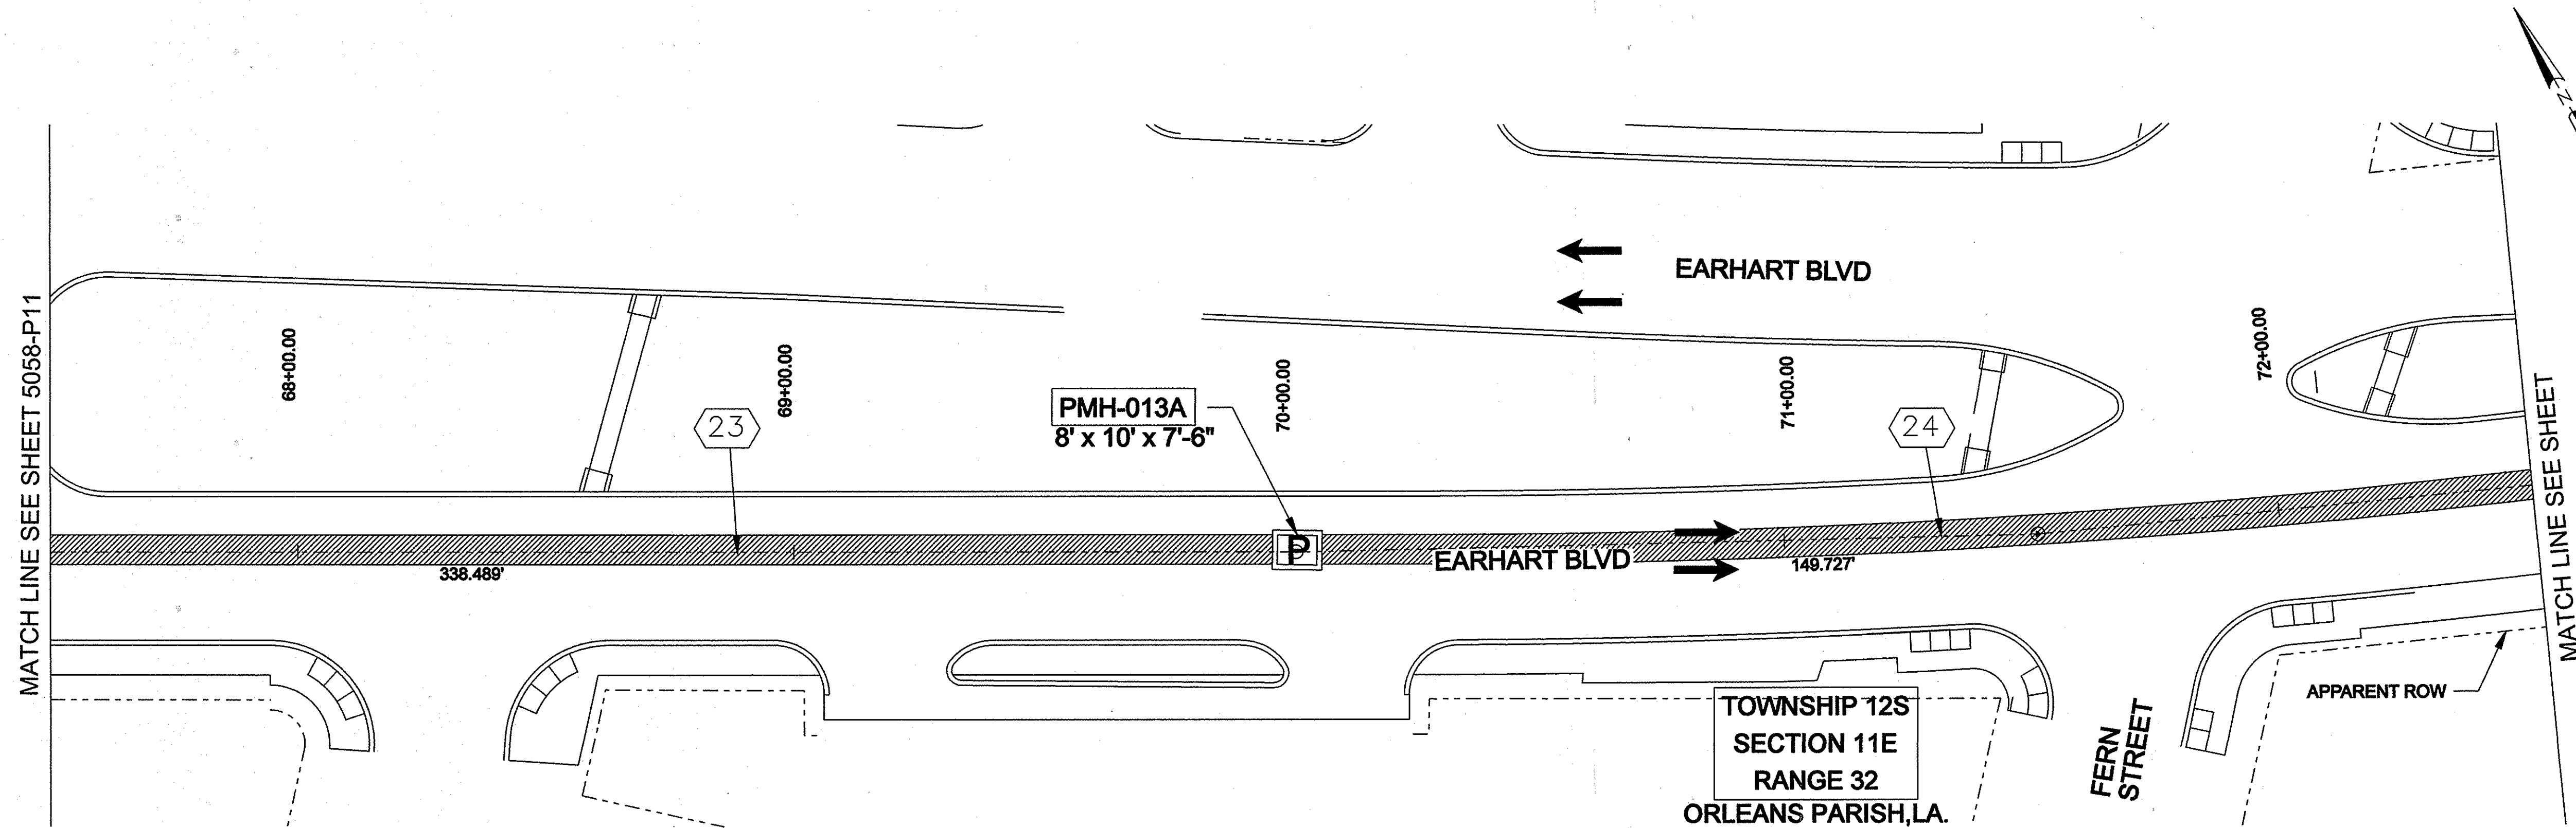 N
EARHART BLVD
MATCH LINE SEE SHEET 5058-P11
68+00.00
69+00.00
70+00.00
71+00.00
72+00.00
23
PMH-013A
8' x 10' x 7'-6"
24
MATCH LINE SEE SHEET
P
EARHART BLVD
338.489'
149.727'
APPARENT ROW
TOWNSHIP 12S
SECTION 11E
RANGE 32
ORLEANS PARISH,LA.
FERN
STREET